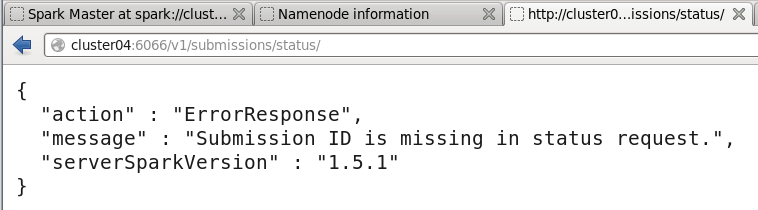 Spark Master at spark://clust...
Namenode information
http://cluster0...issions/status/
cluster04:6066/v1/submissions/status/
{
"action" : "ErrorResponse",
"message" : "Submission ID is missing in status request.",
"serverSparkVersion" : "1.5.1"
}